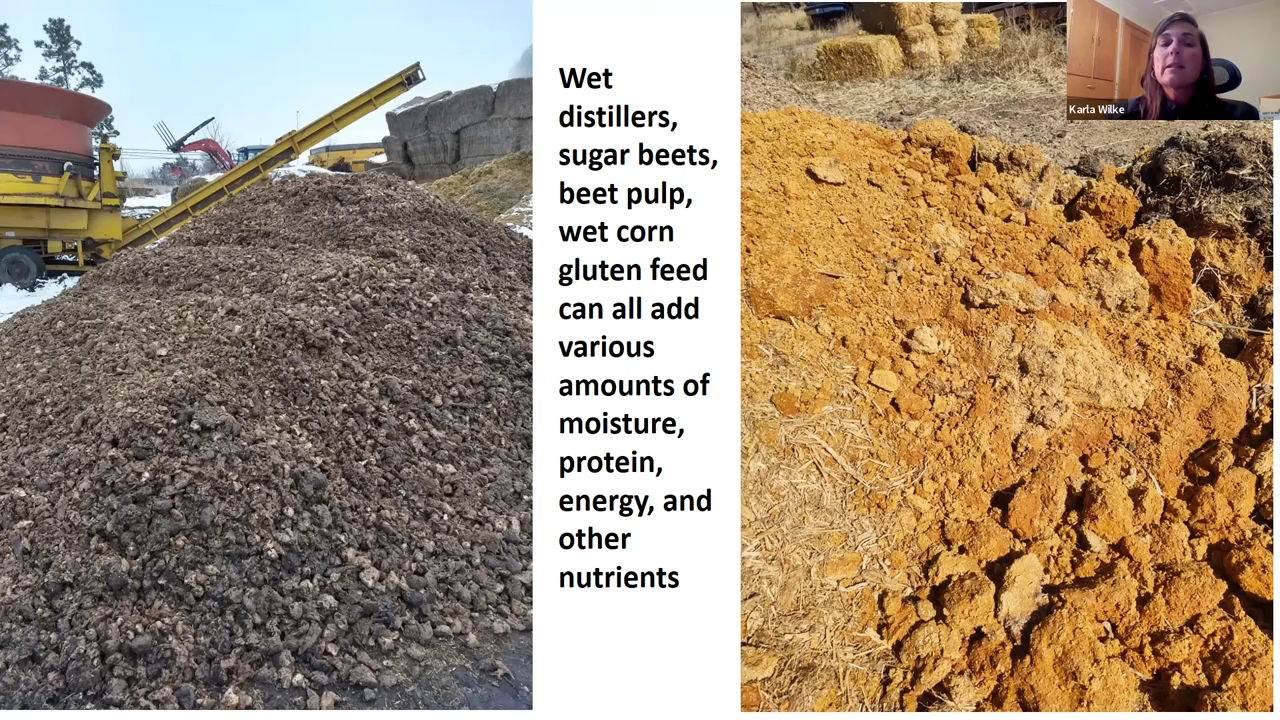 Wet
distillers,
sugar beets,
beet pulp,
wet corn
gluten feed
can all add
various
amounts of
moisture,
protein,
energy, and
other
nutrients
Karla Wilke